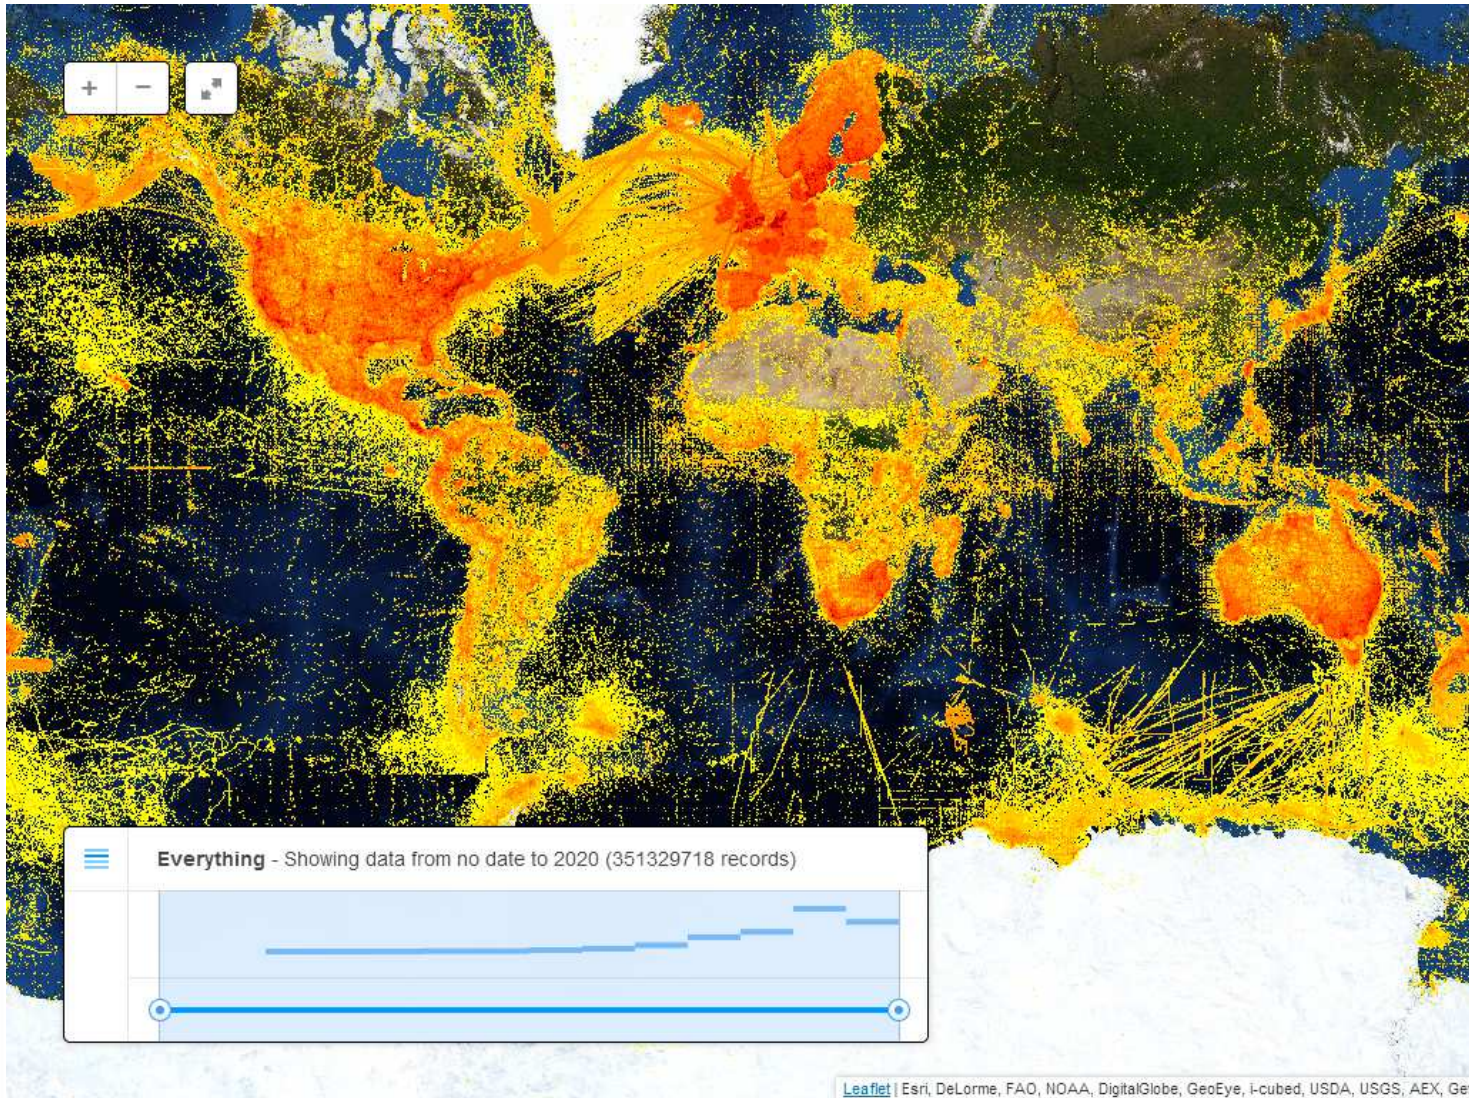 + −
Everything - Showing data from no date to 2020 (351329718 records)
Leaflet | Esri, DeLorme, FAO, NOAA, DigitalGlobe, GeoEye, i-cubed, USDA, USGS, AEX, Ge